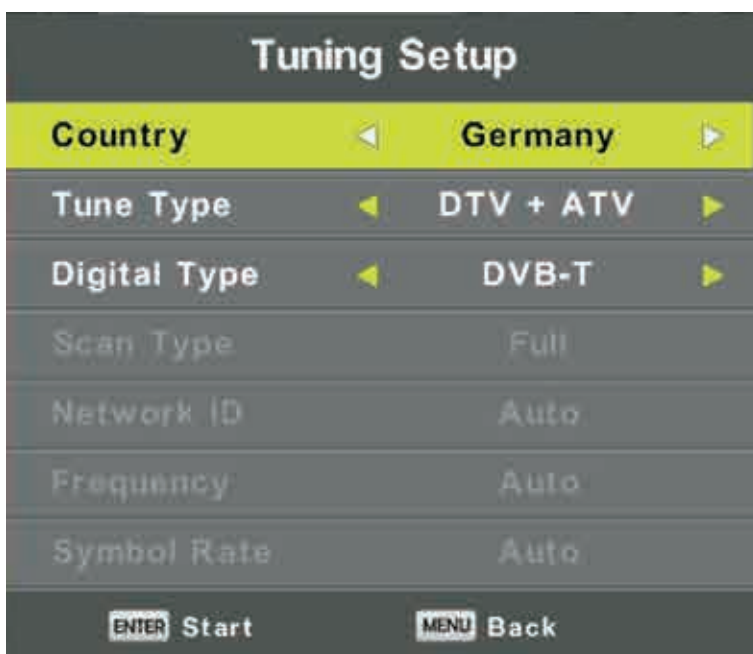 Tuning Setup
Country Germany
Tune Type DTV + ATV
Digital Type DVB-T
Scan Type Full
Network ID Auto
Frequency Auto
Symbol Rate Auto
ENTER Start MENU Back